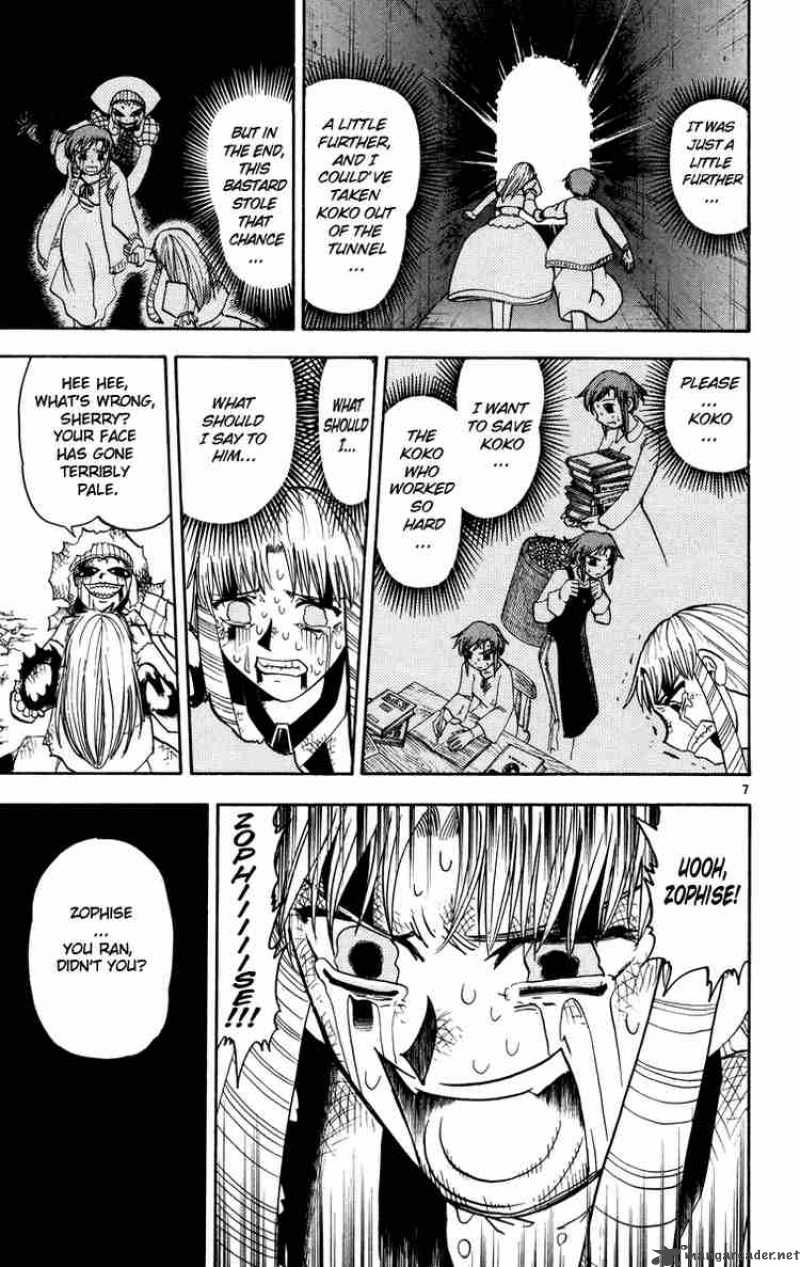 IT WAS
JUST A
LITTLE
FURTHER
...
A LITTLE
FURTHER,
AND I
COULD'VE
TAKEN
KOKO OUT
OF THE
TUNNEL
...
BUT IN
THE END,
THIS
BASTARD
STOLE
THAT
CHANCE
...
PLEASE
...
KOKO
...
I WANT
TO SAVE
KOKO
...
THE
KOKO
WHO
WORKED
SO
HARD
...
WHAT
SHOULD
I...
WHAT
SHOULD
I SAY TO
HIM...
HEE HEE,
WHAT'S WRONG,
SHERRY?
YOUR FACE
HAS GONE
TERRIBLY
PALE.
7
UOOH,
ZOPHISE!
ZOPHIIIIISE!!!
ZOPHISE
...
YOU RAN,
DIDN'T YOU?
mangareader.net